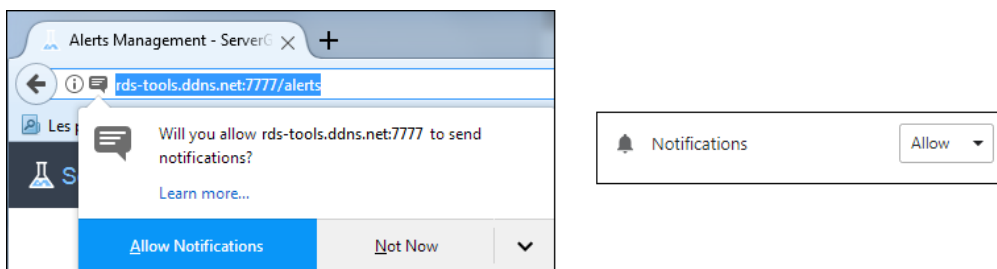 Alerts Management - ServerG
rds-tools.ddns.net:7777/alerts
Les
Will you allow rds-tools.ddns.net:7777 to send
notifications?
Learn more...
S
Allow Notifications
Not Now
Notifications
Allow